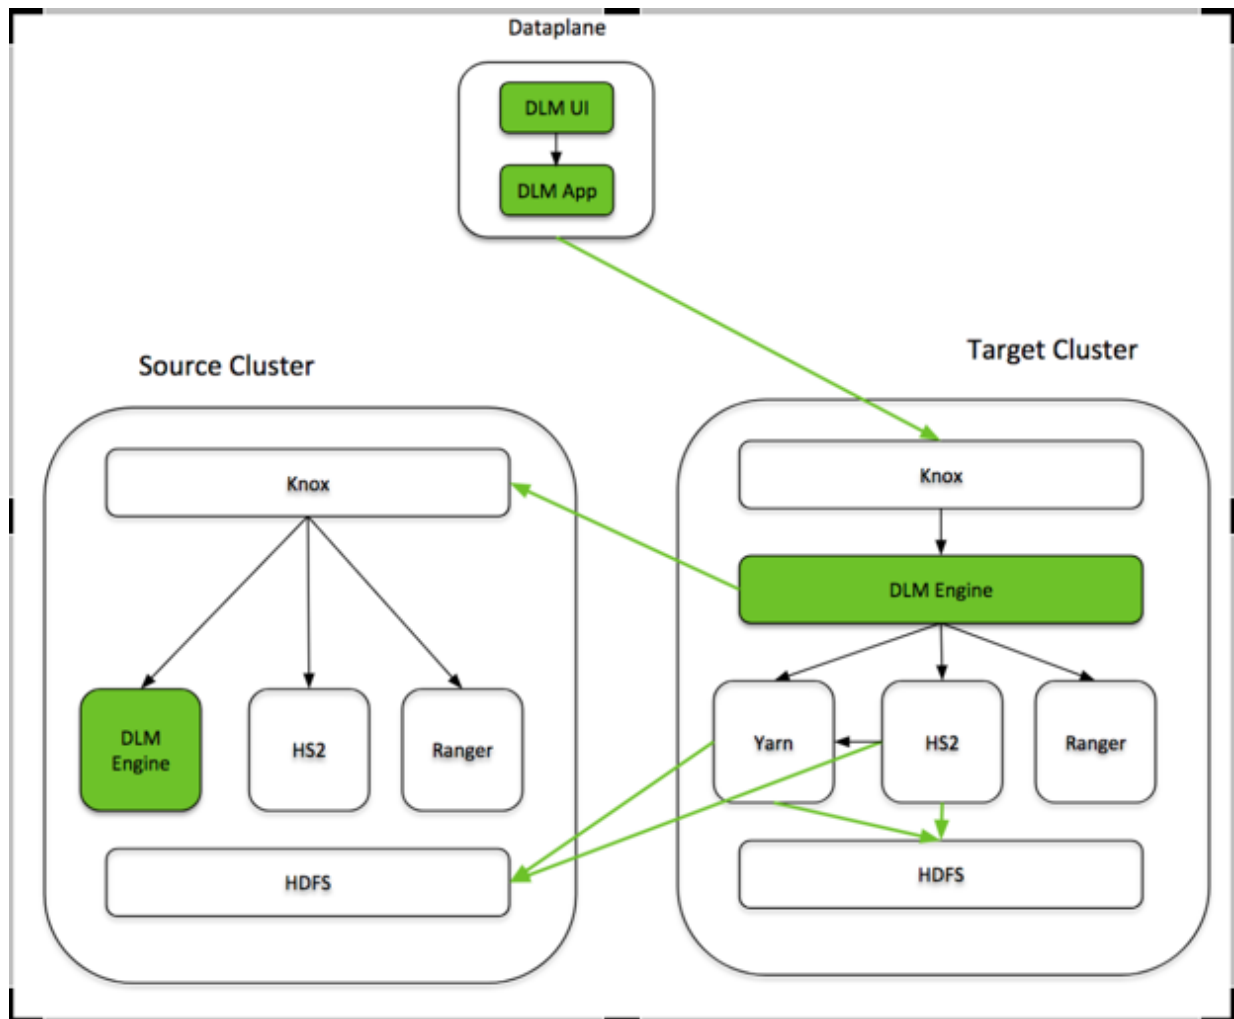 Dataplane
DLM UI
DLM App
Source Cluster
Knox
DLM
Engine
HS2
Ranger
HDFS
Target Cluster
Knox
DLM Engine
Yarn
HS2
Ranger
HDFS